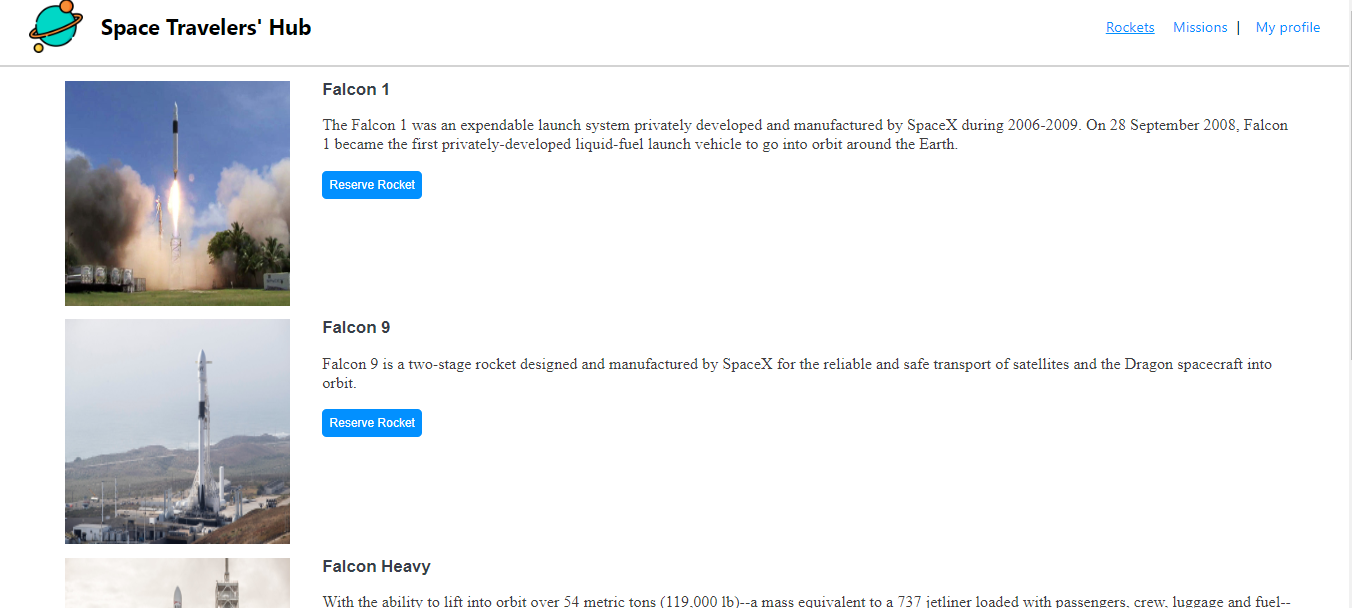 Space Travelers' Hub
Rockets Missions | My profile
Falcon 1
The Falcon 1 was an expendable launch system privately developed and manufactured by SpaceX during 2006-2009. On 28 September 2008, Falcon
1 became the first privately-developed liquid-fuel launch vehicle to go into orbit around the Earth.
Reserve Rocket
Falcon 9
Falcon 9 is a two-stage rocket designed and manufactured by SpaceX for the reliable and safe transport of satellites and the Dragon spacecraft into
orbit.
Reserve Rocket
Falcon Heavy
With the ability to lift into orbit over 54 metric tons (119,000 lb)--a mass equivalent to a 737 jetliner loaded with passengers, crew, luggage and fuel--